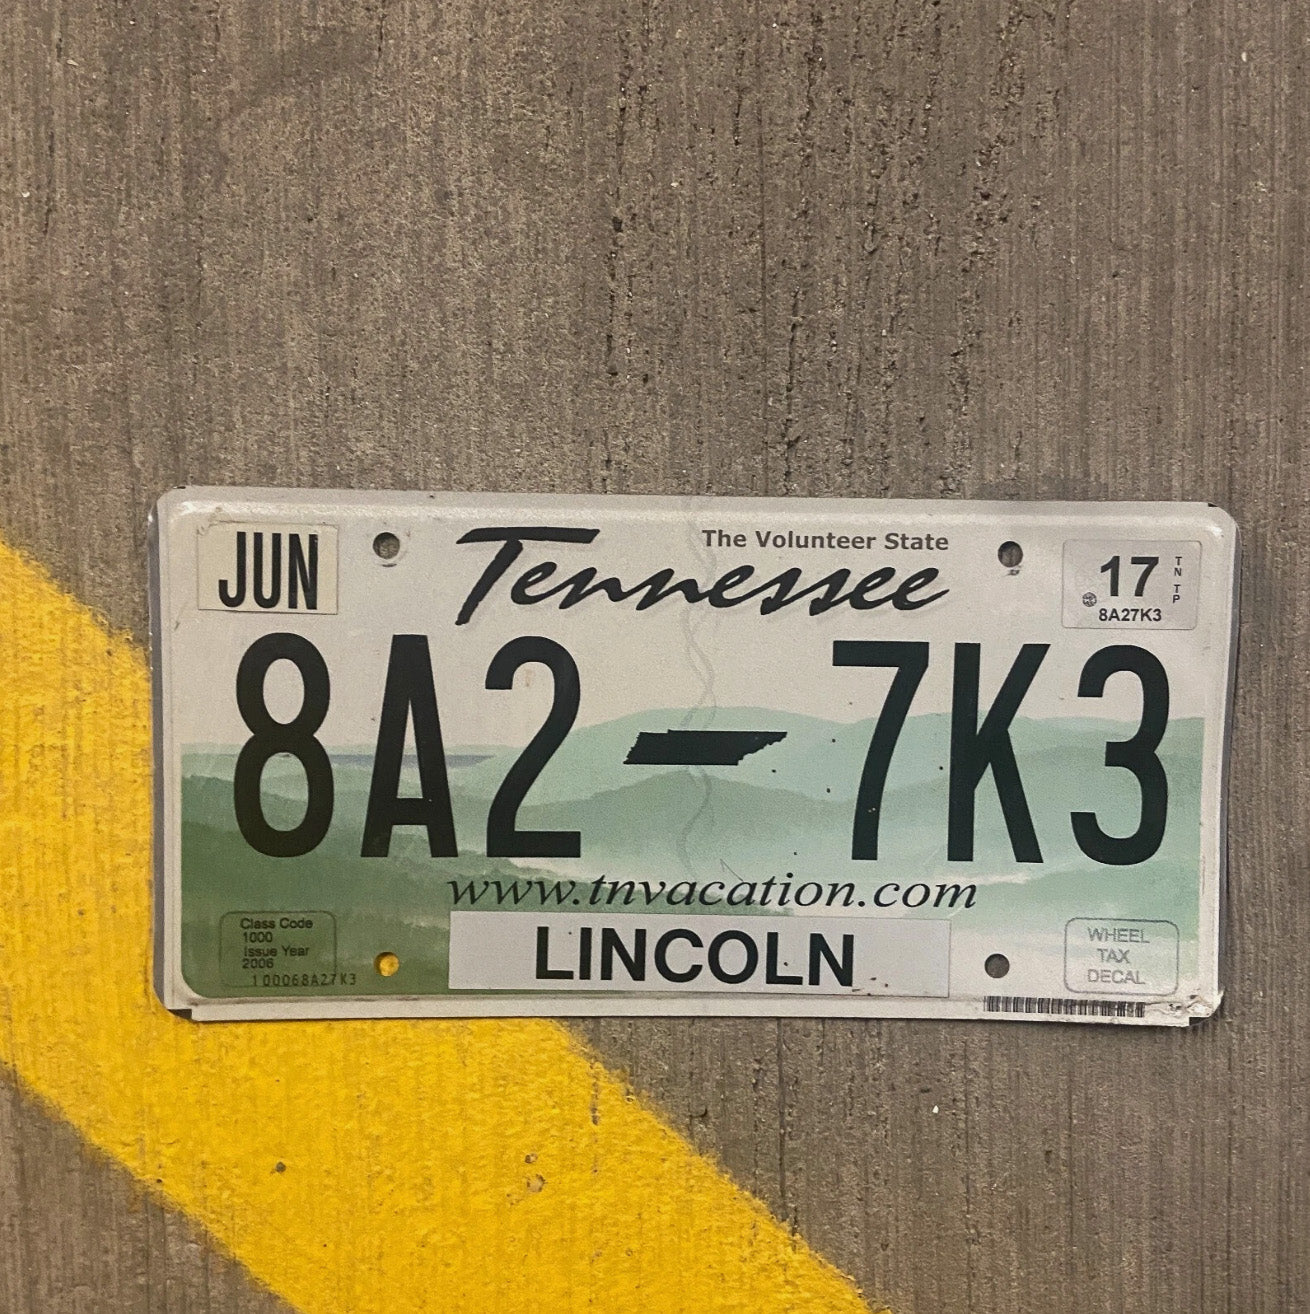 JUN
Tennessee
The Volunteer State
17
TN TP
8A27K3
8A2 7K3
www.tnvacation.com
Class Code
1000
Issue Year
2006
100068A27K3
LINCOLN
WHEEL
TAX
DECAL